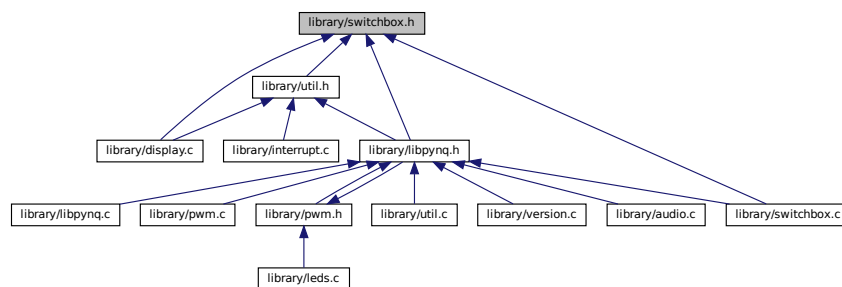 library/switchbox.h
library/util.h
library/display.c
library/interrupt.c
library/libpynq.h
library/libpynq.c
library/pwm.c
library/pwm.h
library/util.c
library/version.c
library/audio.c
library/switchbox.c
library/leds.c